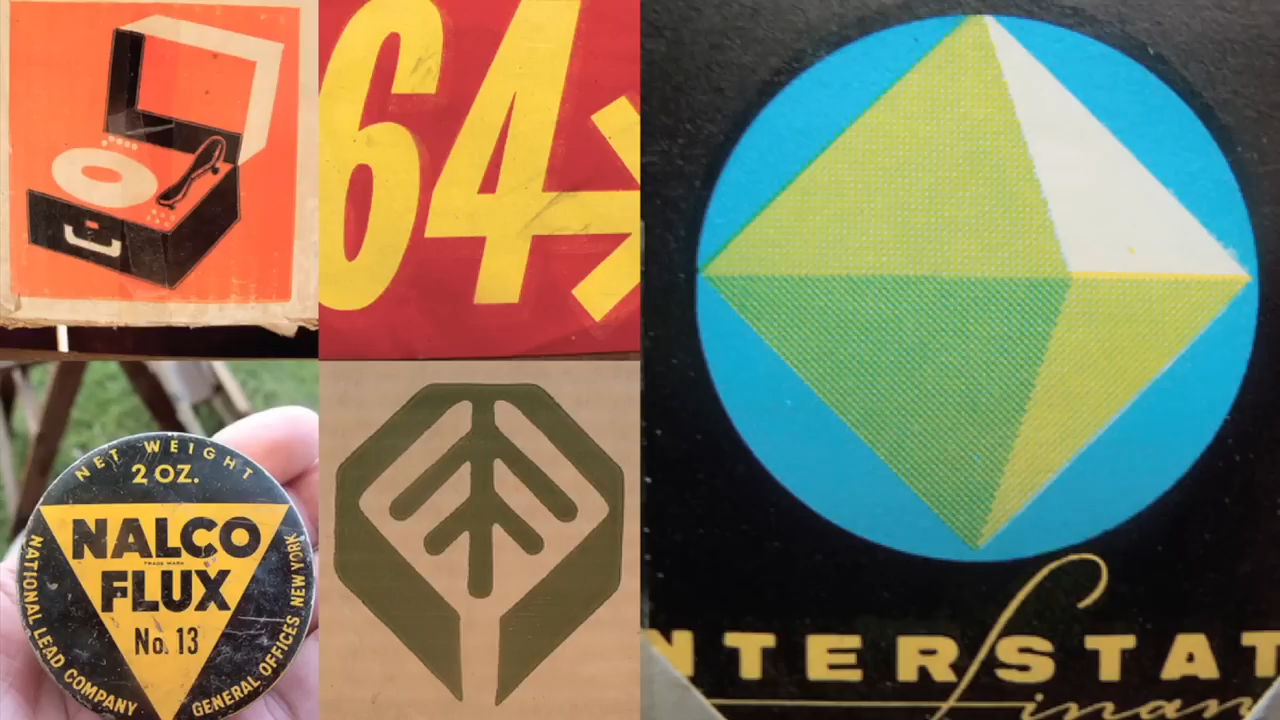 64
NET WEIGHT
2 OZ.
NALCO
TRADE MARK
FLUX
No. 13
NATIONAL LEAD COMPANY
GENERAL OFFICES NEW YORK
NTERSTAT
Finan